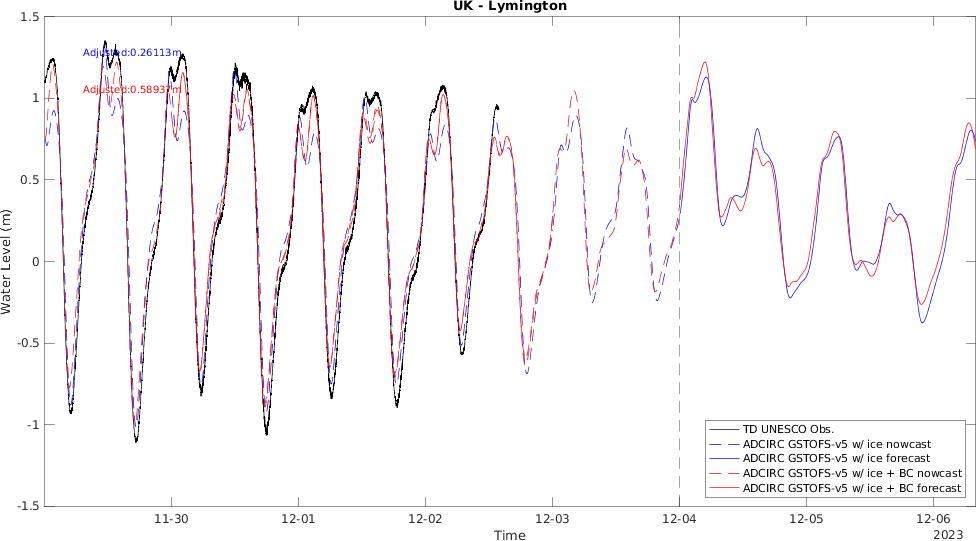 UK - Lymington
1.5
Adjusted:0.26113m
1
Adjusted:0.58937m
0.5
0
-0.5
-1
-1.5
Water Level (m)
TD UNESCO Obs.
ADCIRC GSTOFS-v5 w/ ice nowcast
ADCIRC GSTOFS-v5 w/ ice forecast
ADCIRC GSTOFS-v5 w/ ice + BC nowcast
ADCIRC GSTOFS-v5 w/ ice + BC forecast
11-30 12-01 12-02 12-03 12-04 12-05 12-06
Time
2023